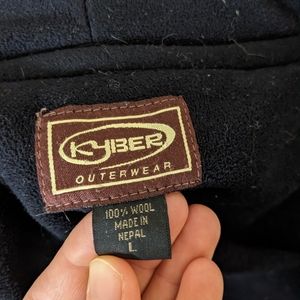 KYBER
OUTERWEAR
100% WOOL
MADE IN
NEPAL
L